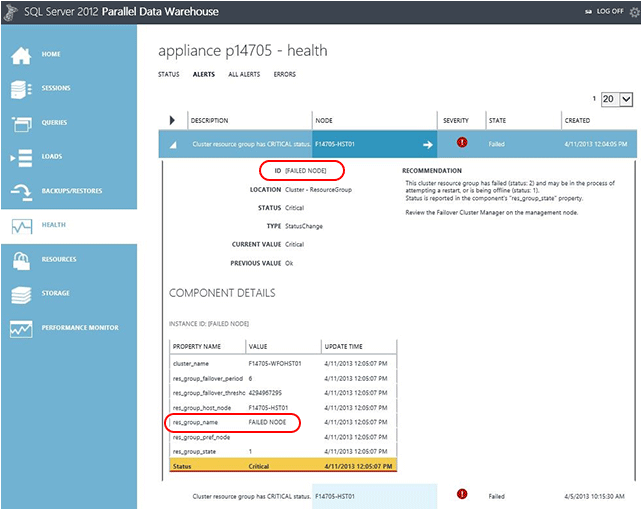 SQL Server 2012 Parallel Data Warehouse
sa LOG OFF
HOME
SESSIONS
QUERIES
LOADS
BACKUPS/RESTORES
HEALTH
RESOURCES
STORAGE
PERFORMANCE MONITOR
appliance p14705 - health
STATUS ALERTS ALL ALERTS ERRORS
1 20
DESCRIPTION NODE SEVERITY STATE CREATED
Cluster resource group has CRITICAL status. F14705-HST01 Failed 4/11/2013 12:04:05 PM
ID [FAILED NODE]
LOCATION Cluster - ResourceGroup
STATUS Critical
TYPE StatusChange
CURRENT VALUE Critical
PREVIOUS VALUE Ok
RECOMMENDATION
This cluster resource group has failed (status: 2) and may be in the process of
attempting a restart, or is being offline (status: 1).
Status is reported in the component's "res_group_state" property.
Review the Failover Cluster Manager on the management node.
COMPONENT DETAILS
INSTANCE ID: [FAILED NODE]
PROPERTY NAME VALUE UPDATE TIME
cluster_name F14705-WFOHST01 4/11/2013 12:05:07 PM
res_group_failover_period 6 4/11/2013 12:05:07 PM
res_group_failover_thresho 4294967295 4/11/2013 12:05:07 PM
res_group_host_node F14705-HST01 4/11/2013 12:05:07 PM
res_group_name FAILED NODE 4/11/2013 12:05:07 PM
res_group_pref_node 4/11/2013 12:05:07 PM
res_group_state 1 4/11/2013 12:05:07 PM
Status Critical 4/11/2013 12:05:07 PM
Cluster resource group has CRITICAL status. F14705-HST01 Failed 4/5/2013 10:15:30 AM